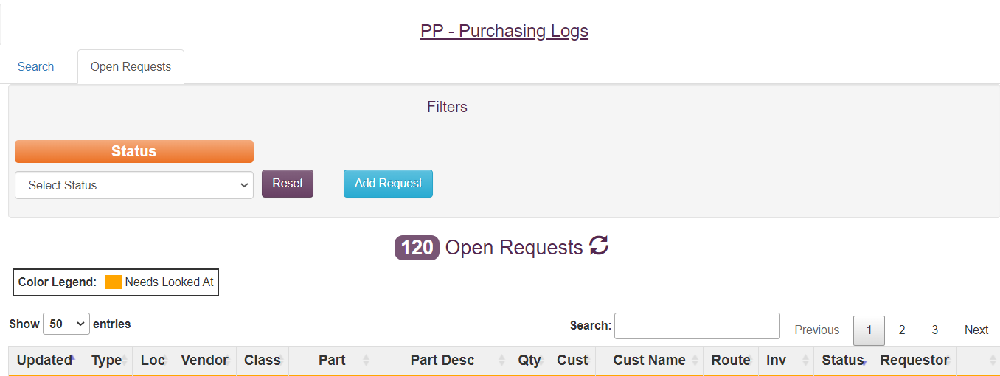 PP - Purchasing Logs
Search Open Requests
Filters
Status
Select Status Reset Add Request
120 Open Requests
Color Legend: Needs Looked At
Show 50 entries Search: Previous 1 2 3 Next
Updated Type Loc Vendor Class Part Part Desc Qty Cust Cust Name Route Inv Status Requestor